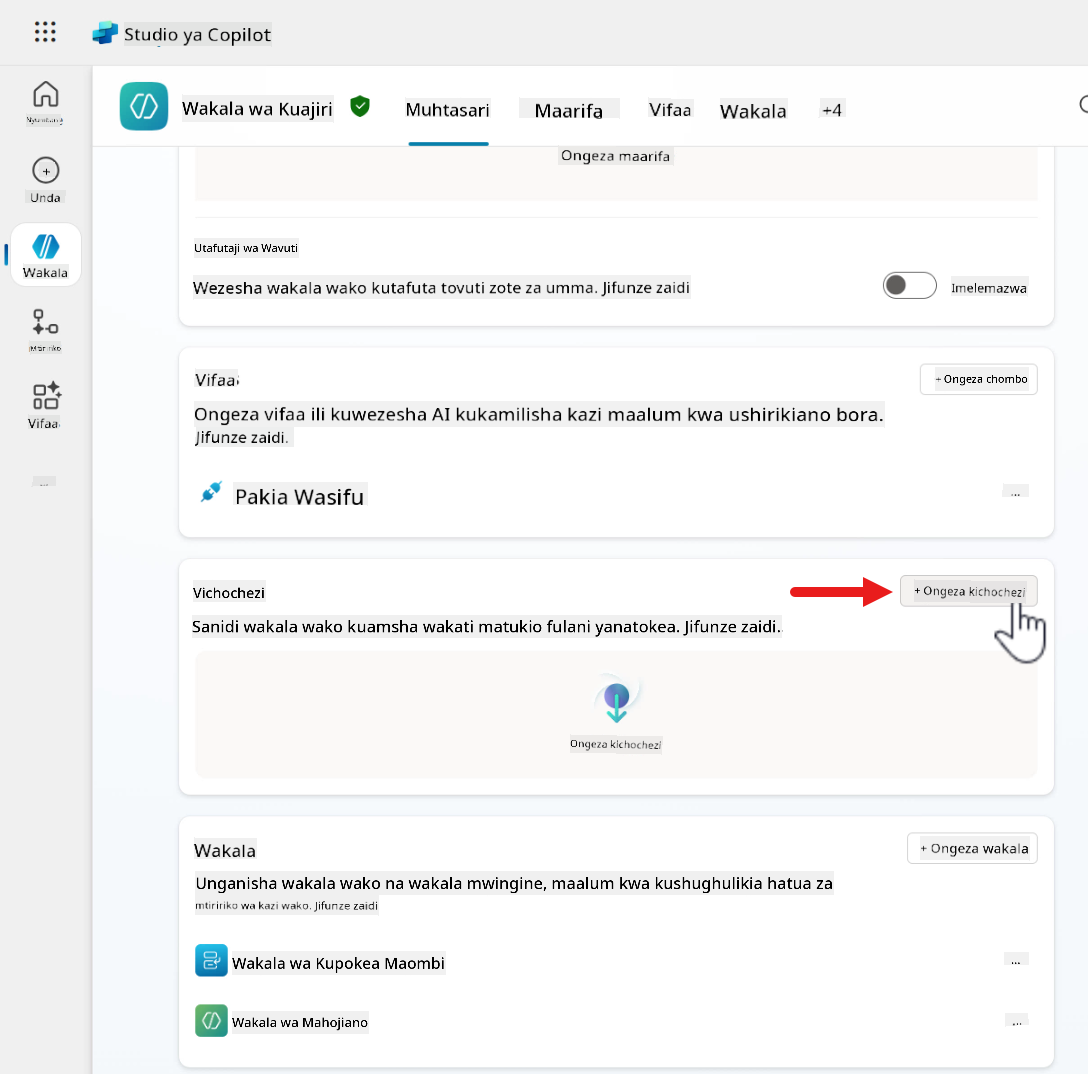 Studio ya Copilot
Wakala wa Kuajiri
Muhtasari
Maarifa
Vifaa
Wakala
+4
Unda
Wakala
Mtiririko
Vifaa
...
Ongeza maarifa
Utafutaji wa Wavuti
Wezesha wakala wako kutafuta tovuti zote za umma. Jifunze zaidi
Imelemazwa
Vifaa
+ Ongeza chombo
Ongeza vifaa ili kuwezesha AI kukamilisha kazi maalum kwa ushirikiano bora.
Jifunze zaidi.
Pakia Wasifu
...
Vichochezi
+ Ongeza kichochezi
Sanidi wakala wako kuamsha wakati matukio fulani yanatokea. Jifunze zaidi.
Ongeza kichochezi
Wakala
+ Ongeza wakala
Unganisha wakala wako na wakala mwingine, maalum kwa kushughulikia hatua za
mtiririko wa kazi wako. Jifunze zaidi
Wakala wa Kupokea Maombi
...
Wakala wa Mahojiano
...